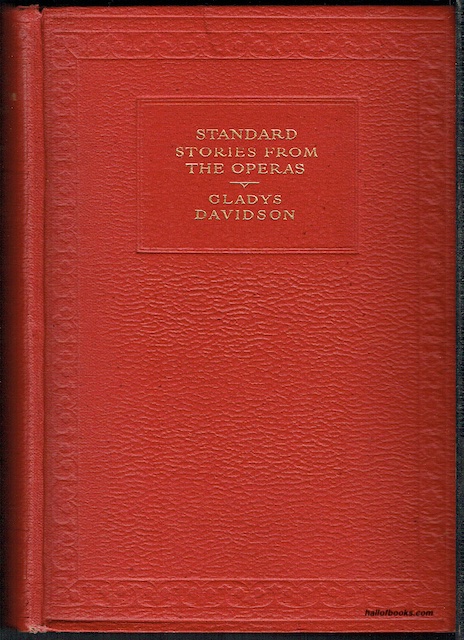 STANDARD
STORIES FROM
THE OPERAS
GLADYS
DAVIDSON
hallofbooks.com